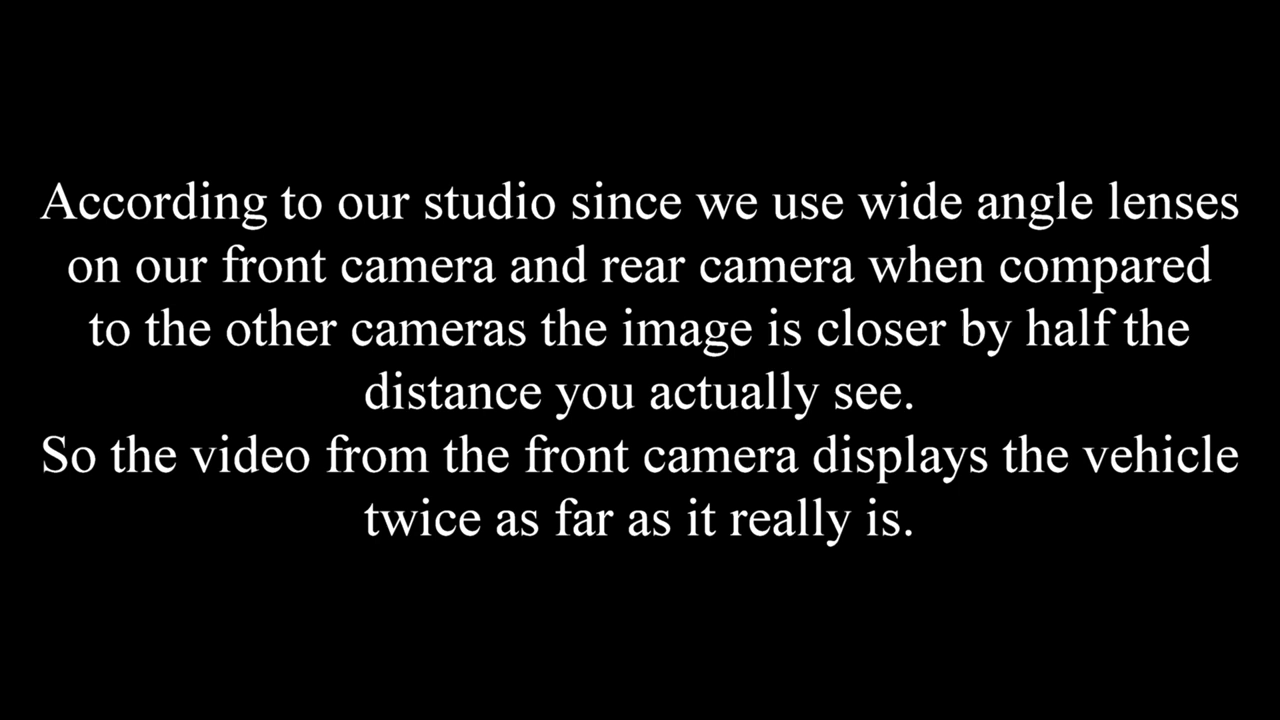 According to our studio since we use wide angle lenses
on our front camera and rear camera when compared
to the other cameras the image is closer by half the
distance you actually see.
So the video from the front camera displays the vehicle
twice as far as it really is.